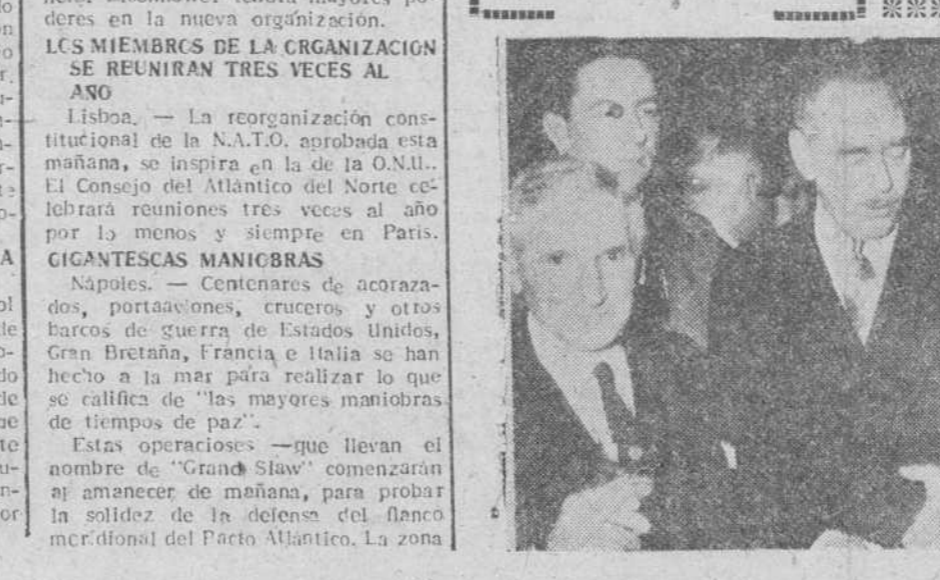 deres en la nueva organización.
LOS MIEMBROS DE LA CRGANIZACION
SE REUNIRAN TRES VECES AL
AÑO
Lisboa. — La reorganización cons-
titucional de la N.A.T.O. aprobada esta
mañana, se inspira en la de la O.N.U..
El Consejo del Atlántico del Norte ce-
lebrará reuniones tres veces al año
por lo menos y siempre en París.
GIGANTESCAS MANIOBRAS
Nápoles. — Centenares de acoraza-
dos, portaaviones, cruceros y otros
barcos de guerra de Estados Unidos,
Gran Bretaña, Francia e Italia se han
hecho a la mar para realizar lo que
se califica de "las mayores maniobras
de tiempos de paz".
Estas operacioses —que llevan el
nombre de "Grand Slaw" comenzarán
al amanecer de mañana, para probar
la solidez de la defensa del flanco
meridional del Pacto Atlántico. La zona